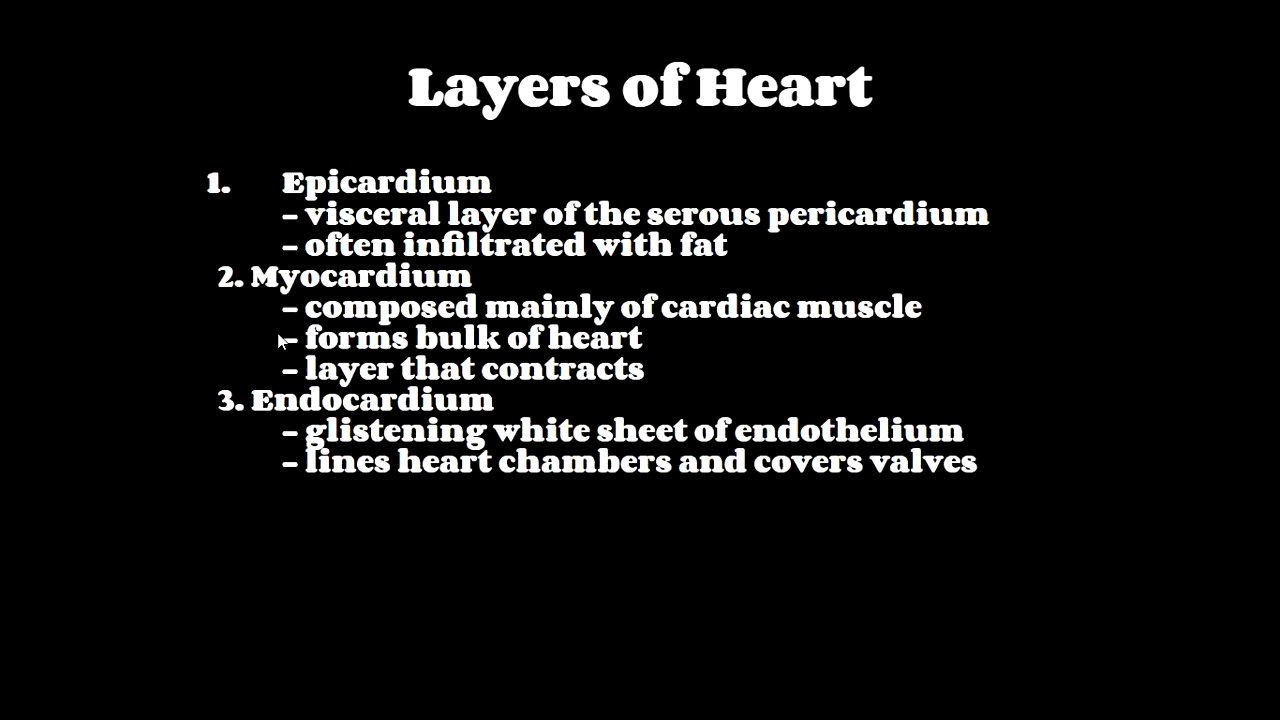 Layers of Heart
1. Epicardium
– visceral layer of the serous pericardium
– often infiltrated with fat
2. Myocardium
– composed mainly of cardiac muscle
– forms bulk of heart
– layer that contracts
3. Endocardium
– glistening white sheet of endothelium
– lines heart chambers and covers valves